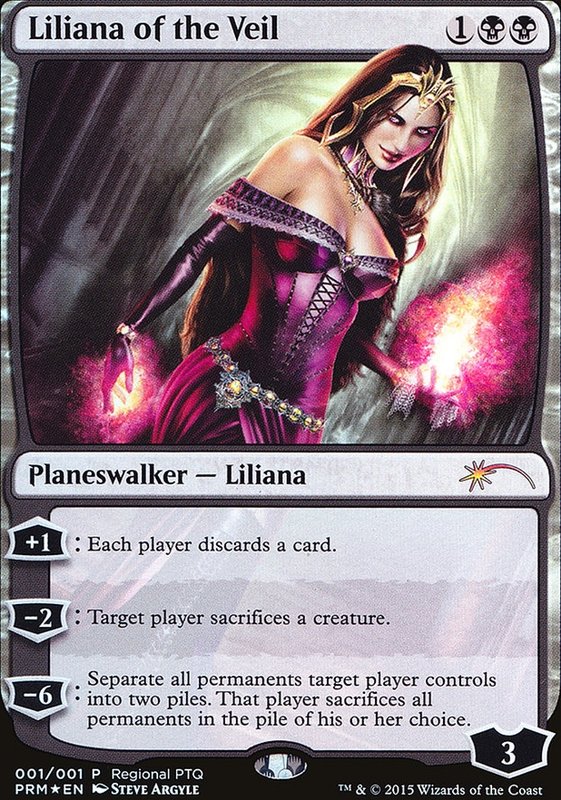 Liliana of the Veil 1
Planeswalker — Liliana
+1 : Each player discards a card.
−2 : Target player sacrifices a creature.
−6 : Separate all permanents target player controls
into two piles. That player sacrifices all
permanents in the pile of his or her choice.
3
001/001 P Regional PTQ
PRM★EN Steve Argyle
™ & © 2015 Wizards of the Coast